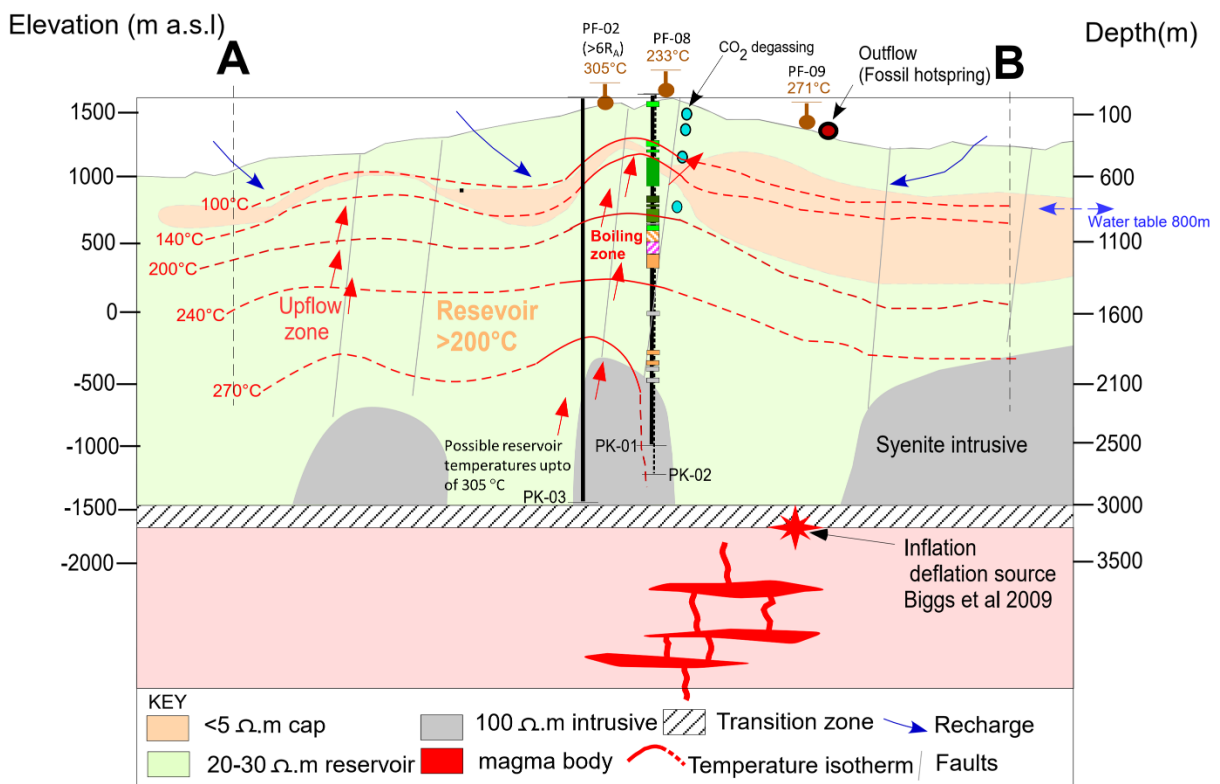 Elevation (m a.s.l)
Depth(m)
A
B
PF-02
(>6R_A)
305°C
PF-08
233°C
CO₂ degassing
PF-09
271°C
Outflow
(Fossil hotspring)
1500
1000
500
0
-500
-1000
-1500
-2000
100
600
1100
1600
2100
2500
3000
3500
Water table 800m
100°C
140°C
200°C
240°C
270°C
Upflow
zone
Boiling
zone
Resevoir
>200°C
Possible reservoir
temperatures upto
of 305 °C
PK-03
PK-01
PK-02
Syenite intrusive
Inflation
deflation source
Biggs et al 2009
KEY
<5 Ω.m cap
100 Ω.m intrusive
Transition zone
Recharge
20-30 Ω.m reservoir
magma body
Temperature isotherm
Faults